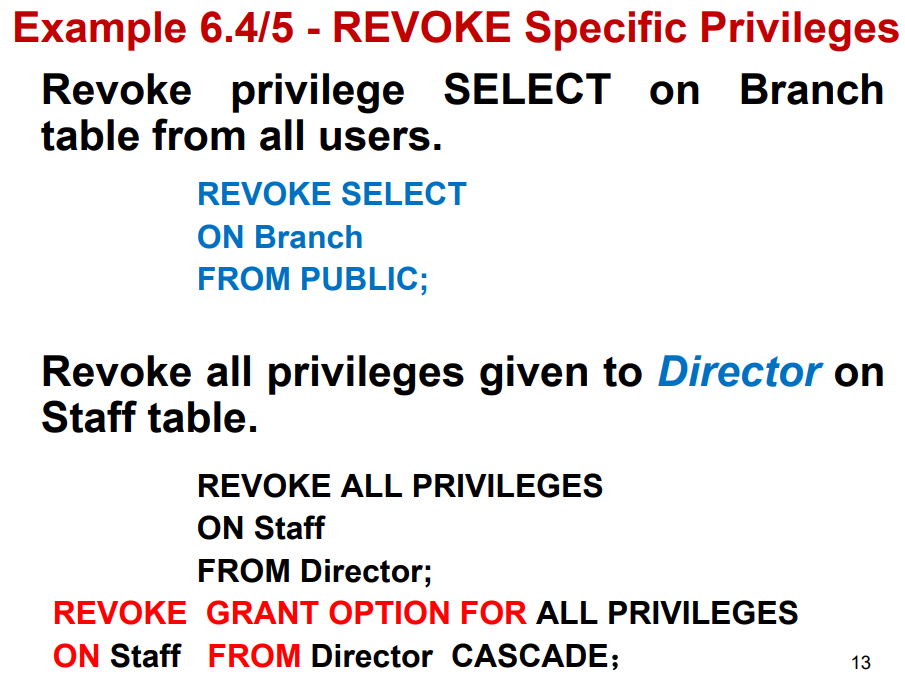 Example 6.4/5 - REVOKE Specific Privileges
Revoke privilege SELECT on Branch
table from all users.
REVOKE SELECT
ON Branch
FROM PUBLIC;
Revoke all privileges given to Director on
Staff table.
REVOKE ALL PRIVILEGES
ON Staff
FROM Director;
REVOKE GRANT OPTION FOR ALL PRIVILEGES
ON Staff FROM Director CASCADE；
13